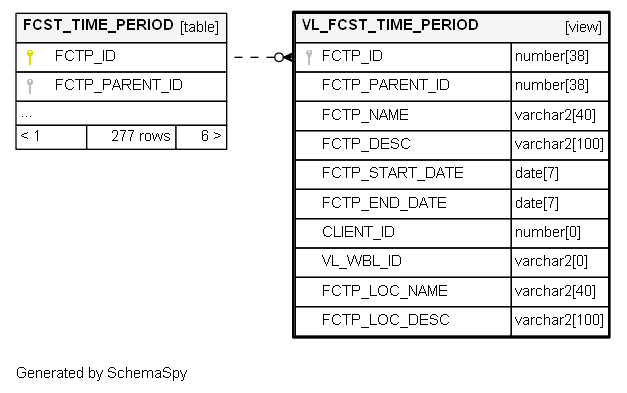 FCST_TIME_PERIOD [table]
FCTP_ID
FCTP_PARENT_ID
...
< 1 277 rows 6 >
VL_FCST_TIME_PERIOD [view]
FCTP_ID number[38]
FCTP_PARENT_ID number[38]
FCTP_NAME varchar2[40]
FCTP_DESC varchar2[100]
FCTP_START_DATE date[7]
FCTP_END_DATE date[7]
CLIENT_ID number[0]
VL_WBL_ID varchar2[0]
FCTP_LOC_NAME varchar2[40]
FCTP_LOC_DESC varchar2[100]
Generated by SchemaSpy